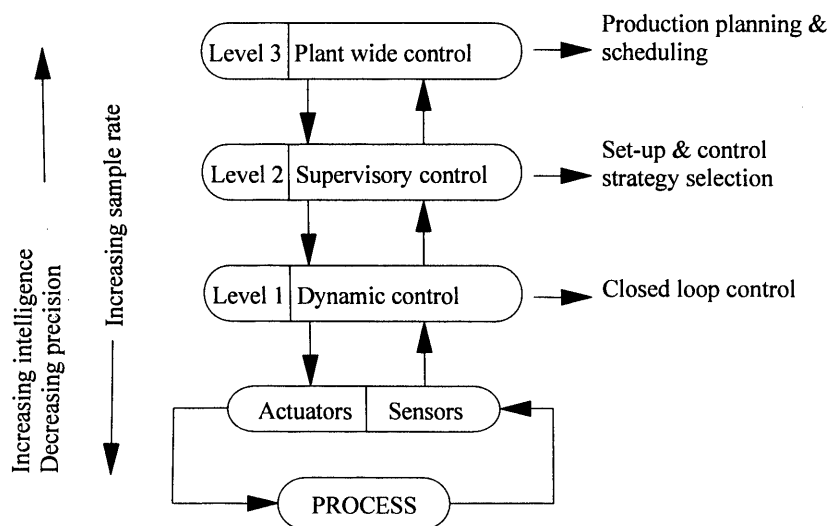 Level 3 Plant wide control
Production planning &
scheduling
Level 2 Supervisory control
Set-up & control
strategy selection
Level 1 Dynamic control
Closed loop control
Actuators Sensors
PROCESS
Increasing intelligence
Decreasing precision
Increasing sample rate